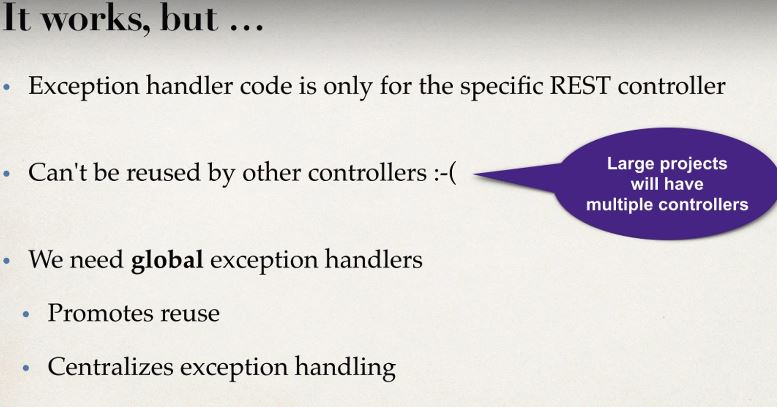 It works, but …
Exception handler code is only for the specific REST controller
Can't be reused by other controllers :-(
Large projects
will have
multiple controllers
We need global exception handlers
Promotes reuse
Centralizes exception handling